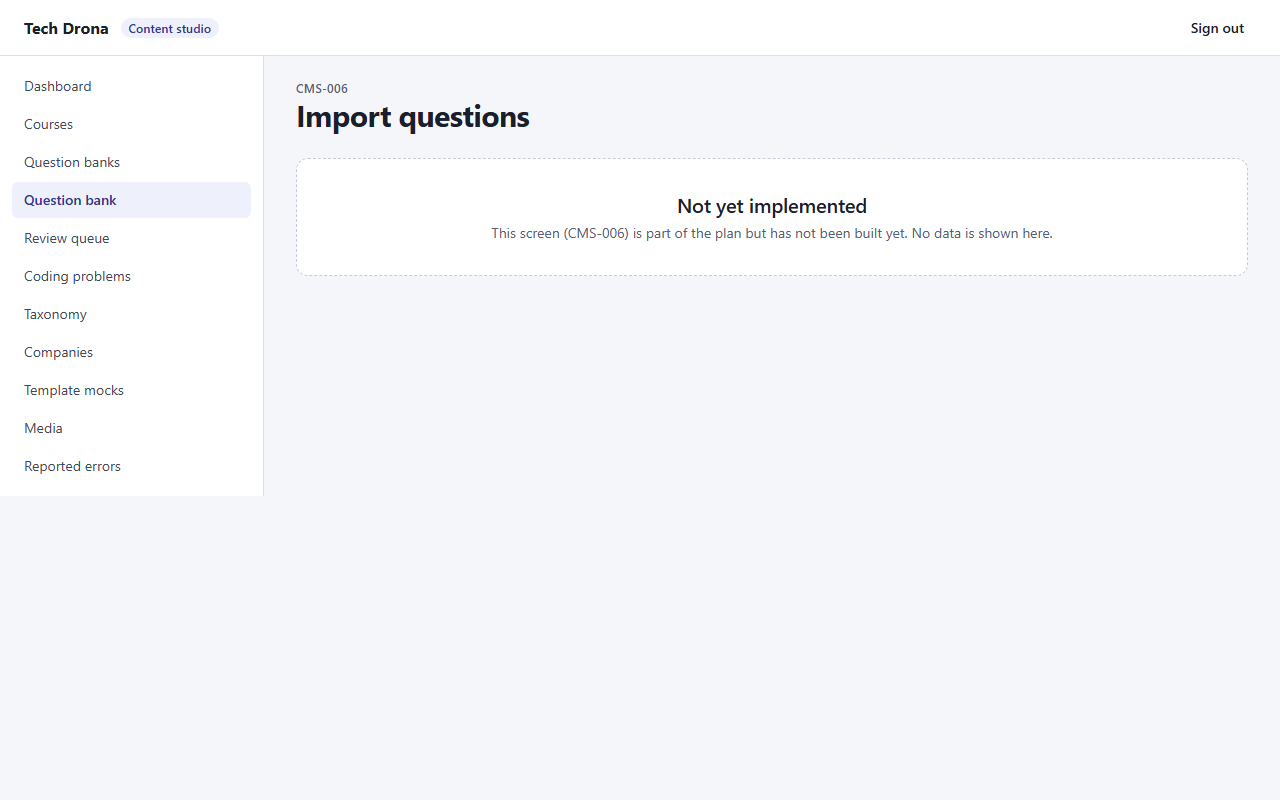 Tech Drona
Content studio
Sign out
Dashboard
Courses
Question banks
Question bank
Review queue
Coding problems
Taxonomy
Companies
Template mocks
Media
Reported errors
CMS-006
Import questions
Not yet implemented
This screen (CMS-006) is part of the plan but has not been built yet. No data is shown here.